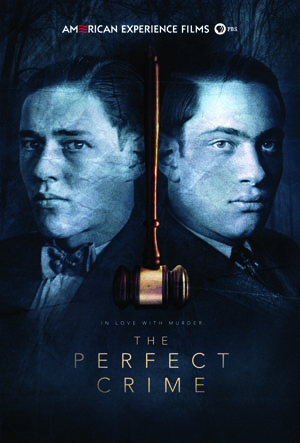 AMERICAN EXPERIENCE FILMS PBS
IN LOVE WITH MURDER
THE
PERFECT
CRIME